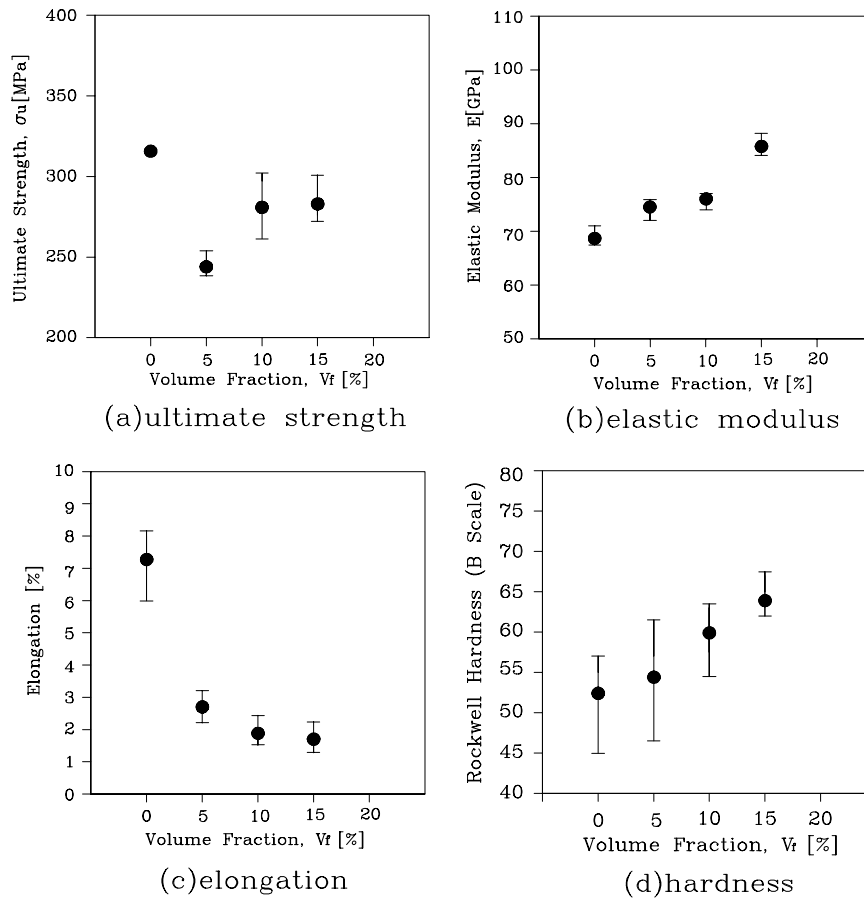 400
350
300
250
200
Ultimate Strength, σu[MPa]
0 5 10 15 20
Volume Fraction, Vf [%]
(a)ultimate strength
110
100
90
80
70
60
50
Elastic Modulus, E[GPa]
0 5 10 15 20
Volume Fraction, Vf [%]
(b)elastic modulus
10
9
8
7
6
5
4
3
2
1
0
Elongation [%]
0 5 10 15 20
Volume Fraction, Vf [%]
(c)elongation
80
75
70
65
60
55
50
45
40
Rockwell Hardness (B Scale)
0 5 10 15 20
Volume Fraction, Vf [%]
(d)hardness